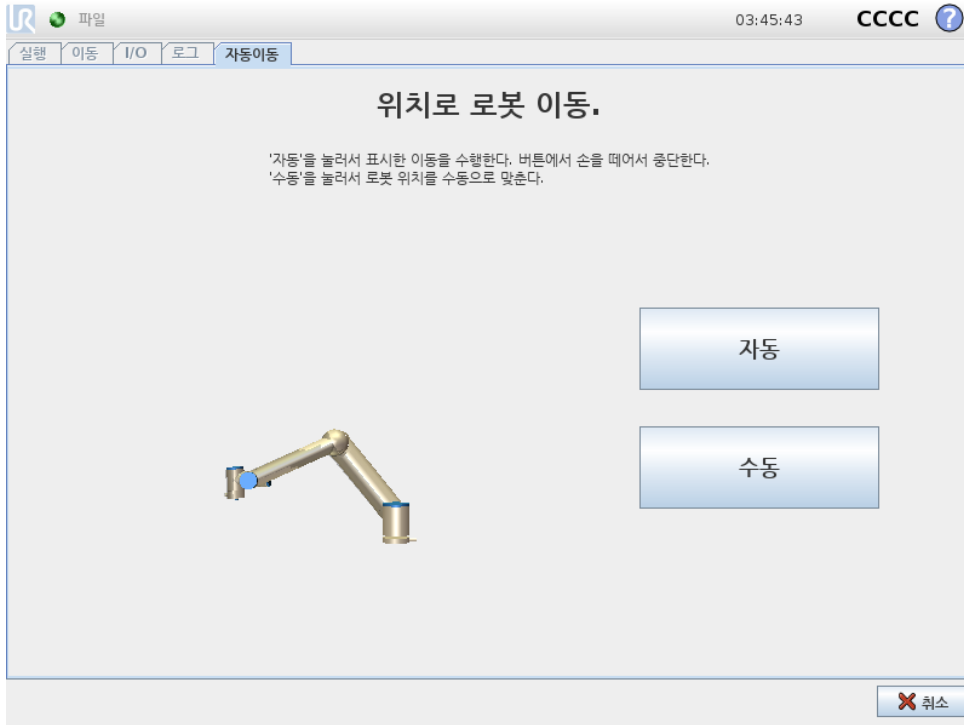 UR 파일 03:45:43 CCCC ?
실행 이동 I/O 로그 자동이동
위치로 로봇 이동.
'자동'을 눌러서 표시한 이동을 수행한다. 버튼에서 손을 떼어서 중단한다.
'수동'을 눌러서 로봇 위치를 수동으로 맞춘다.
자동
수동
취소